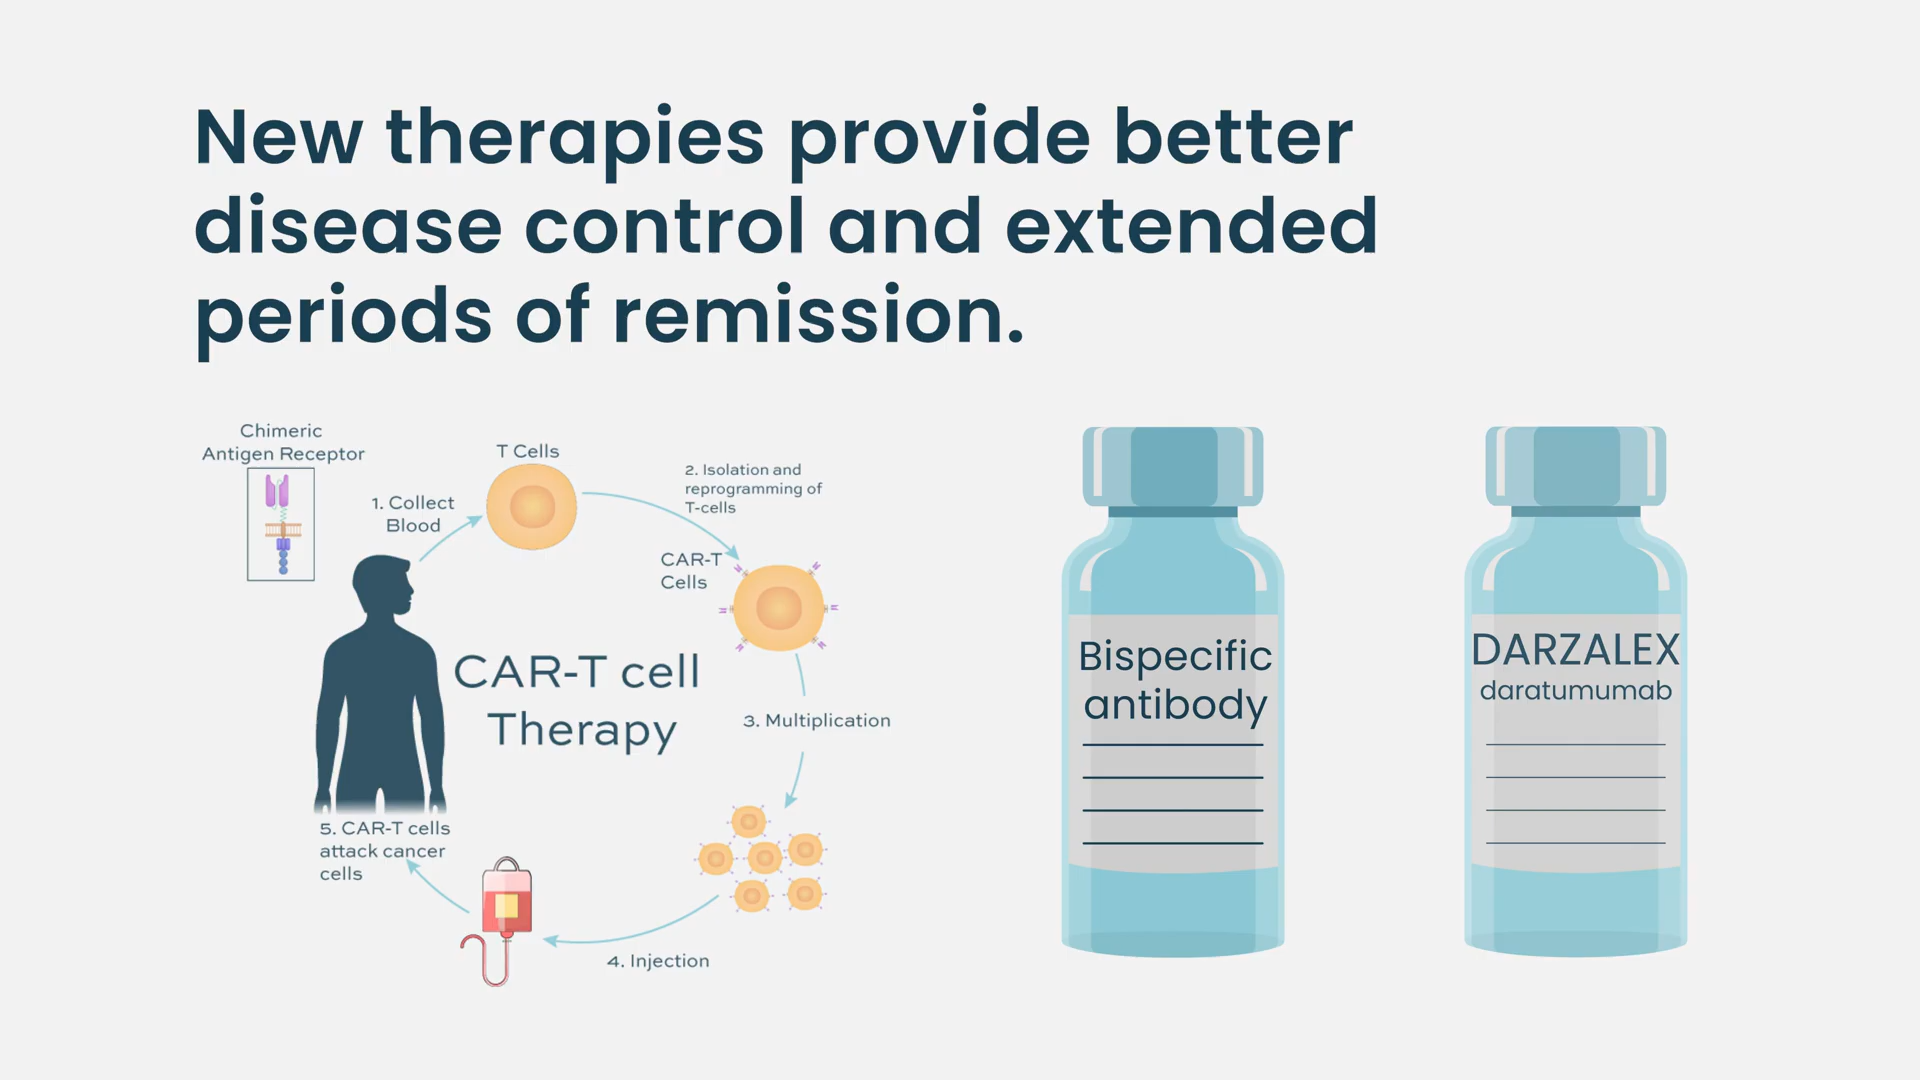 New therapies provide better
disease control and extended
periods of remission.
Chimeric
Antigen Receptor
1. Collect
Blood
T Cells
2. Isolation and
reprogramming of
T-cells
CAR-T
Cells
CAR-T cell
Therapy
3. Multiplication
4. Injection
5. CAR-T cells
attack cancer
cells
Bispecific
antibody
DARZALEX
daratumumab